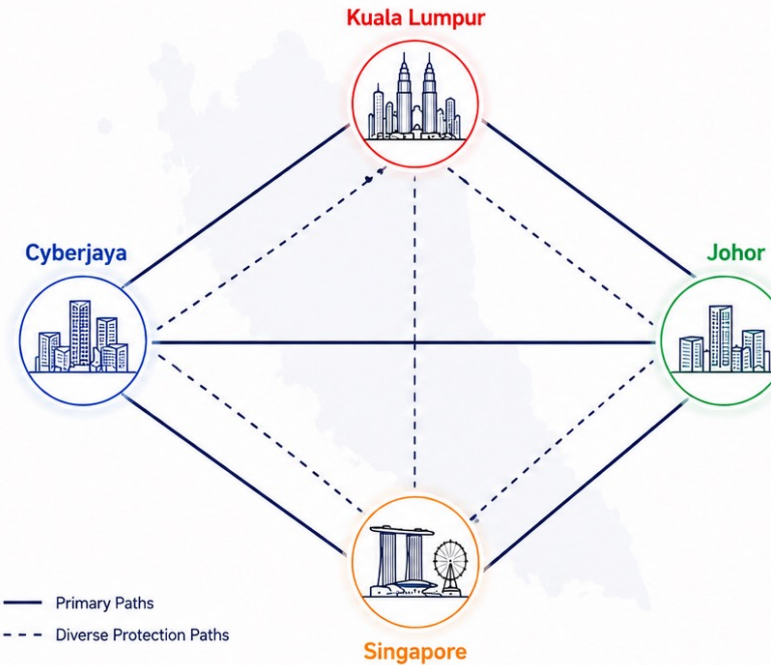 Kuala Lumpur
Cyberjaya
Johor
Primary Paths
Diverse Protection Paths
Singapore